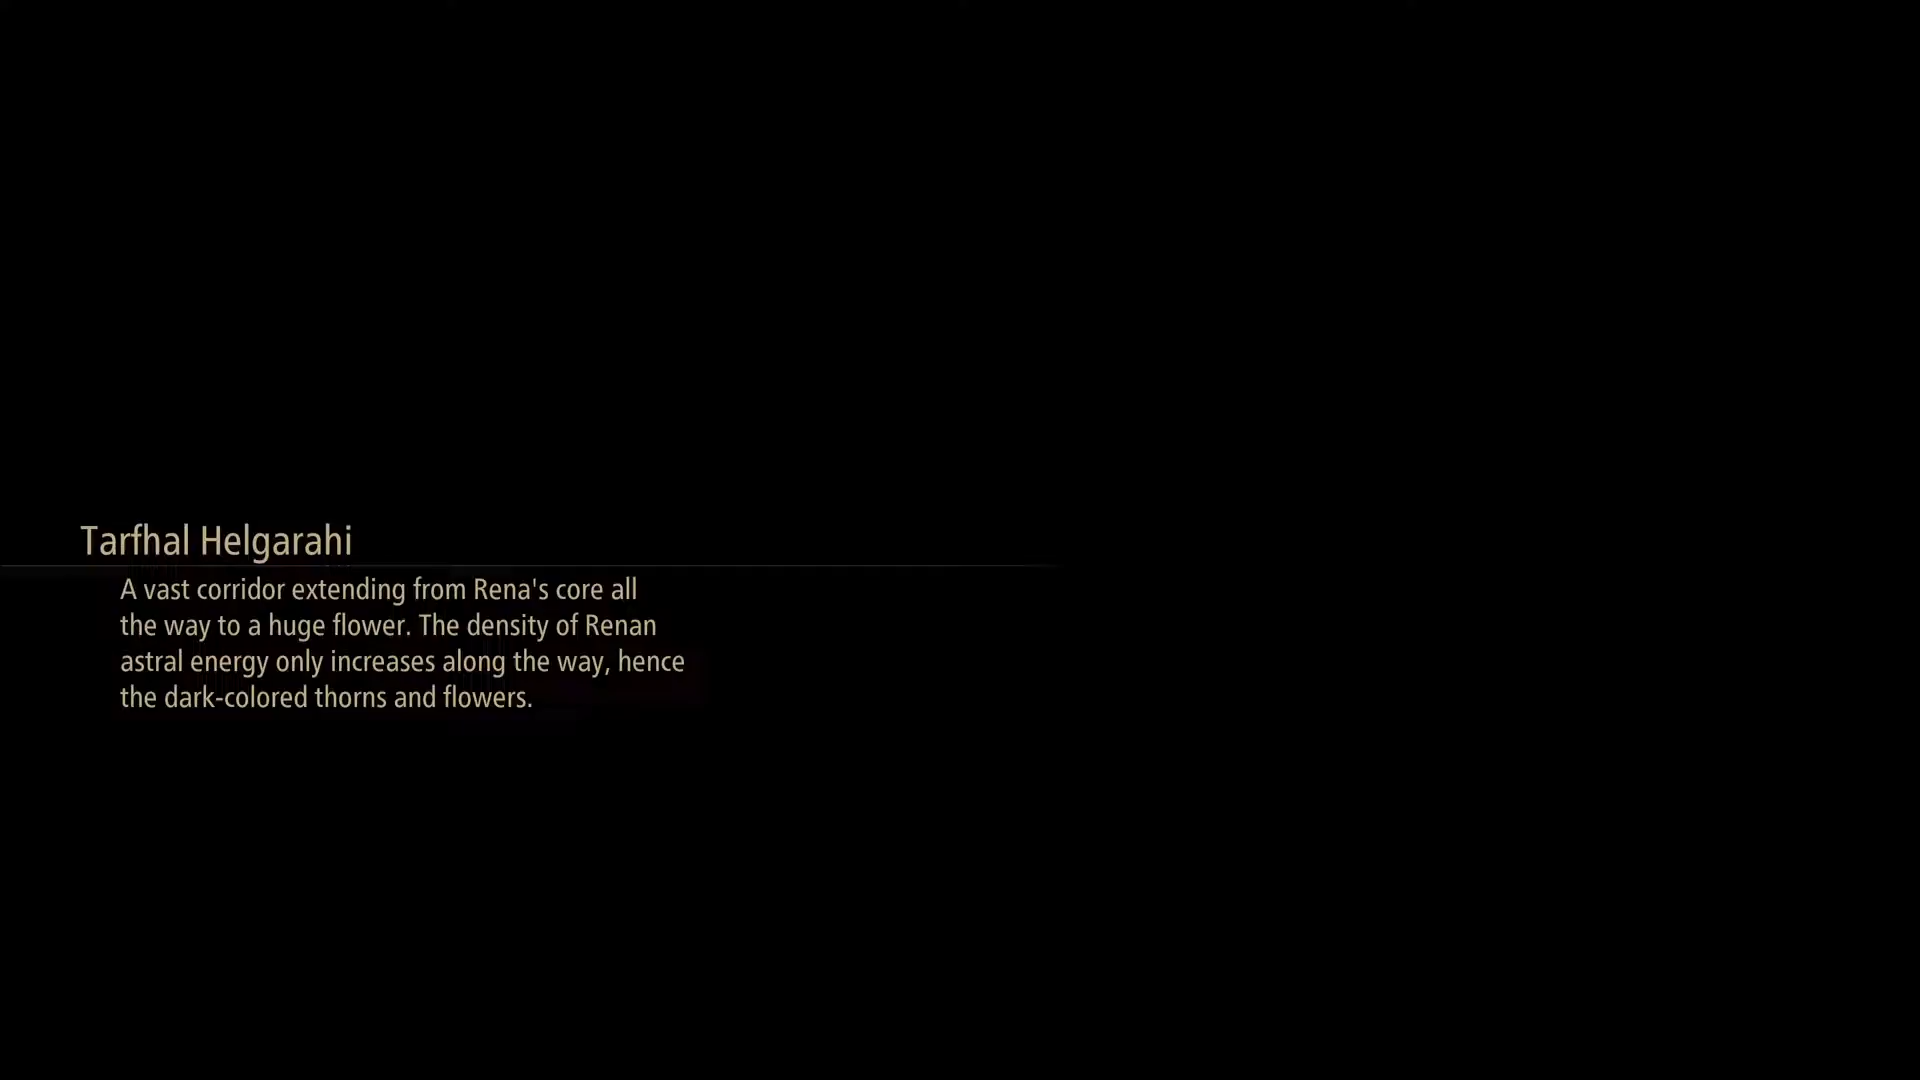 Tarfhal Helgarahi
A vast corridor extending from Rena's core all
the way to a huge flower. The density of Renan
astral energy only increases along the way, hence
the dark-colored thorns and flowers.